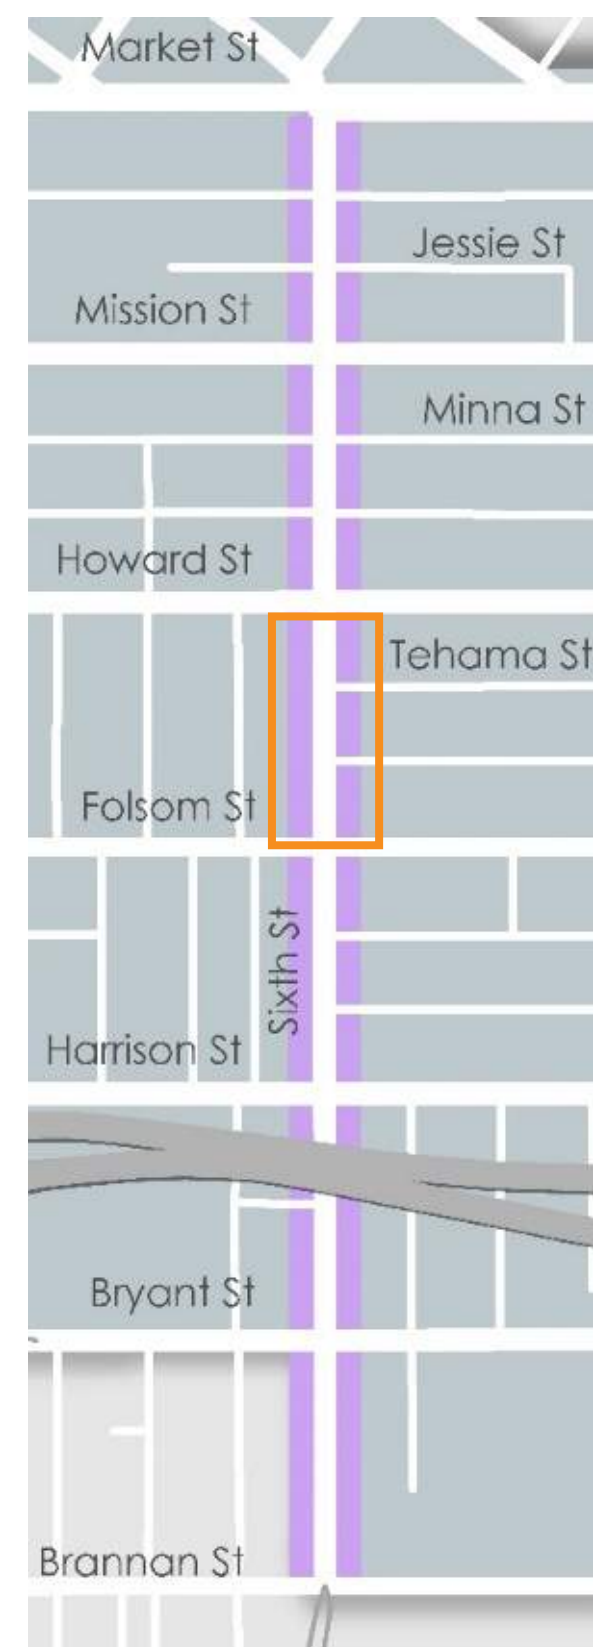 Market St
Jessie St
Mission St
Minna St
Howard St
Tehama St
Folsom St
Sixth St
Harrison St
Bryant St
Brannan St